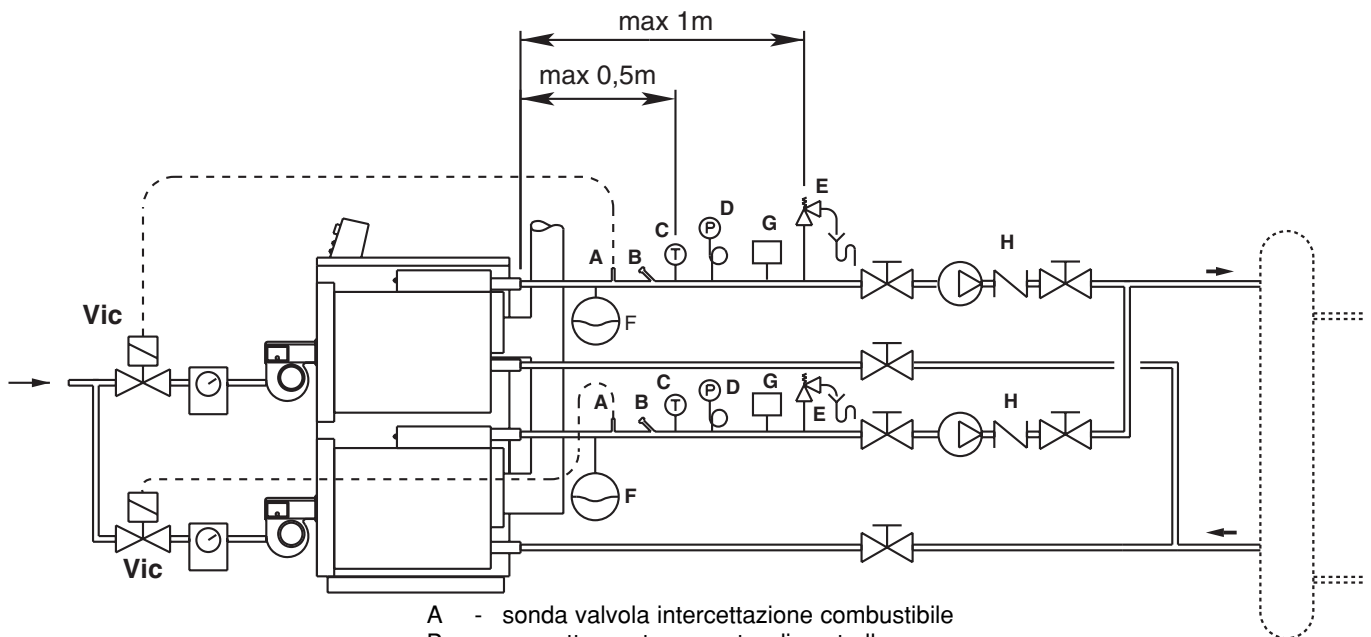 max 1m
max 0,5m
E
D
C
T
P
G
A
B
H
F
Vic
C
T
P
D
G
A
B
E
H
F
Vic
A - sonda valvola intercettazione combustibile